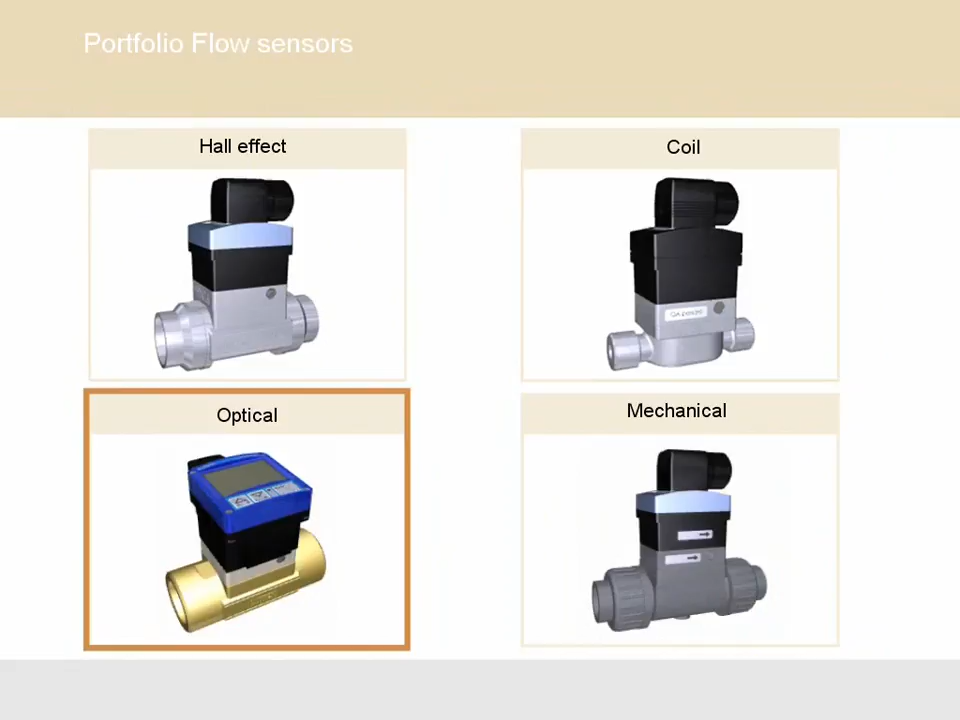 Portfolio Flow sensors
Hall effect
Coil
Optical
Mechanical